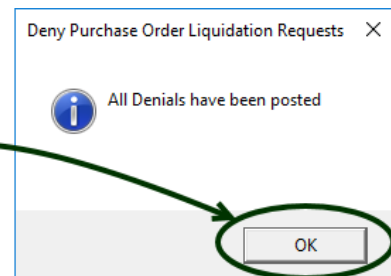 Deny Purchase Order Liquidation Requests
All Denials have been posted
OK